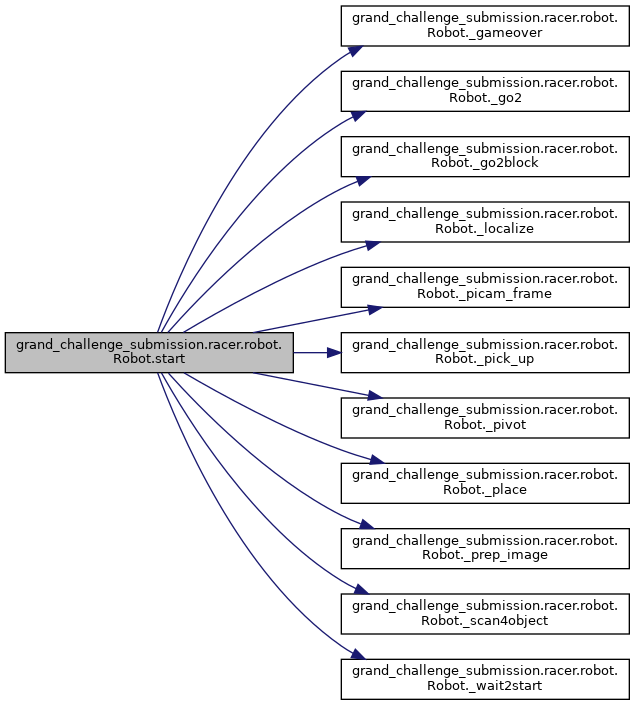 grand_challenge_submission.racer.robot.
Robot.start
grand_challenge_submission.racer.robot.
Robot._gameover
grand_challenge_submission.racer.robot.
Robot._go2
grand_challenge_submission.racer.robot.
Robot._go2block
grand_challenge_submission.racer.robot.
Robot._localize
grand_challenge_submission.racer.robot.
Robot._picam_frame
grand_challenge_submission.racer.robot.
Robot._pick_up
grand_challenge_submission.racer.robot.
Robot._pivot
grand_challenge_submission.racer.robot.
Robot._place
grand_challenge_submission.racer.robot.
Robot._prep_image
grand_challenge_submission.racer.robot.
Robot._scan4object
grand_challenge_submission.racer.robot.
Robot._wait2start